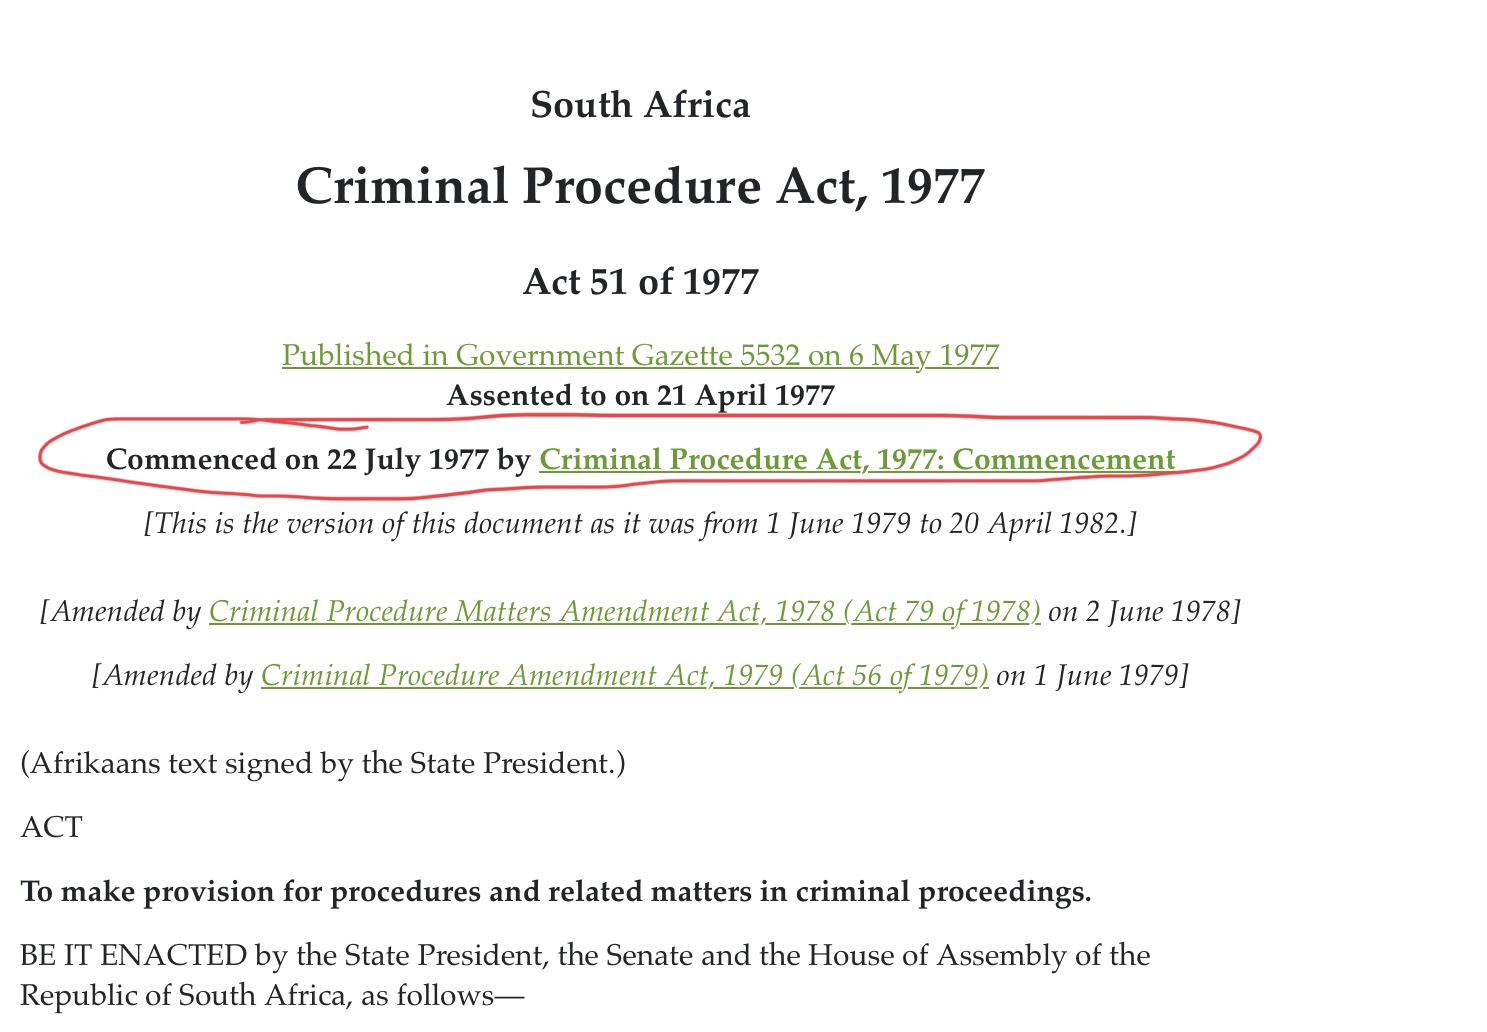 South Africa
Criminal Procedure Act, 1977
Act 51 of 1977
Published in Government Gazette 5532 on 6 May 1977
Assented to on 21 April 1977
Commenced on 22 July 1977 by Criminal Procedure Act, 1977: Commencement
[This is the version of this document as it was from 1 June 1979 to 20 April 1982.]
[Amended by Criminal Procedure Matters Amendment Act, 1978 (Act 79 of 1978) on 2 June 1978]
[Amended by Criminal Procedure Amendment Act, 1979 (Act 56 of 1979) on 1 June 1979]
(Afrikaans text signed by the State President.)
ACT
To make provision for procedures and related matters in criminal proceedings.
BE IT ENACTED by the State President, the Senate and the House of Assembly of the
Republic of South Africa, as follows—